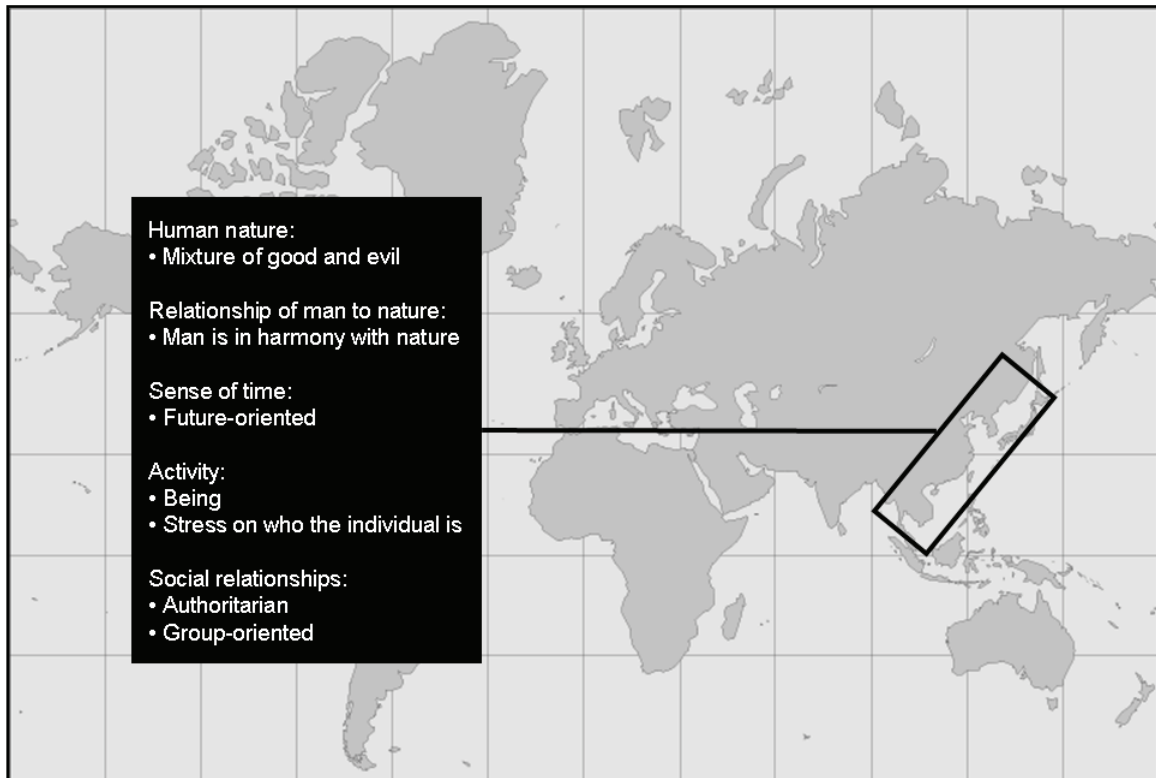 Human nature:
• Mixture of good and evil
Relationship of man to nature:
• Man is in harmony with nature
Sense of time:
• Future-oriented
Activity:
• Being
• Stress on who the individual is
Social relationships:
• Authoritarian
• Group-oriented